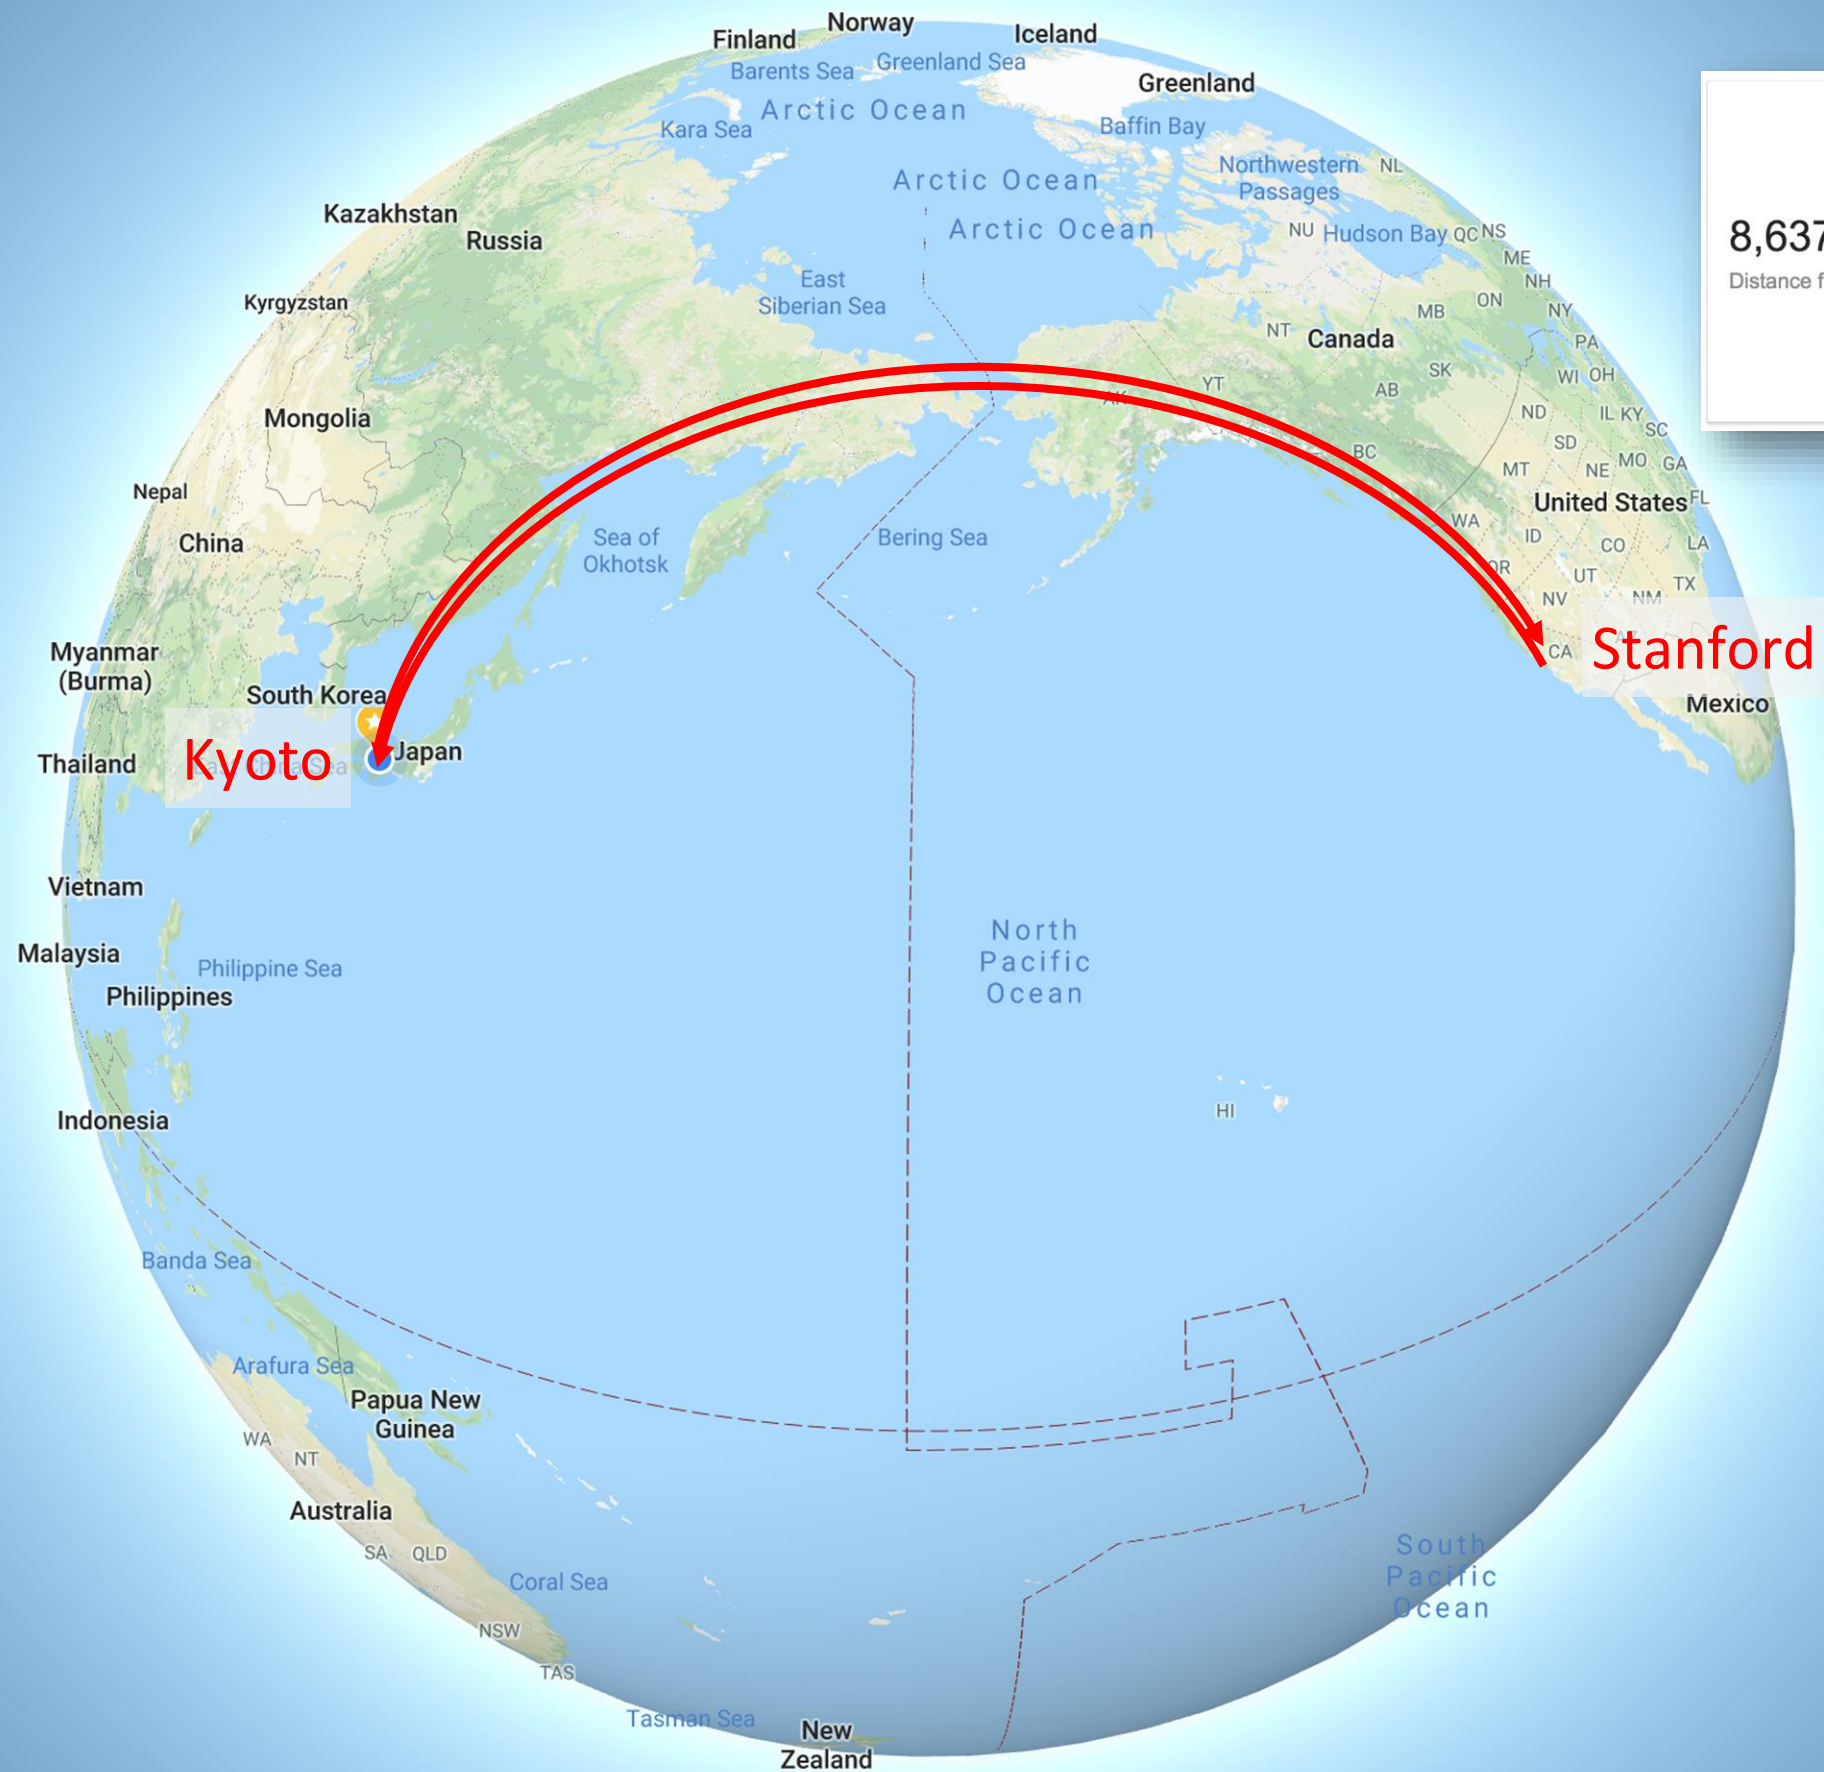 Norway
Finland
Iceland
Barents Sea
Greenland Sea
Greenland
Arctic Ocean
Kara Sea
Baffin Bay
Arctic Ocean
Northwestern
Passages
NL
Arctic Ocean
NU
Hudson Bay
QC
NS
ME
NH
NY
PA
OH
WI
ON
MB
Kazakhstan
Russia
8,637
Distance f
East
Siberian Sea
Kyrgyzstan
NT
Canada
SK
AB
YT
AK
BC
Mongolia
ND
IL
KY
SC
SD
MT
NE
MO
GA
Nepal
United States
FL
WA
ID
CO
LA
China
Sea of
Okhotsk
Bering Sea
OR
UT
TX
NV
NM
Stanford
CA
Mexico
Myanmar
(Burma)
South Korea
Kyoto
East China Sea
Japan
Thailand
Vietnam
North
Pacific
Ocean
Malaysia
Philippine Sea
Philippines
HI
Indonesia
Banda Sea
Arafura Sea
Papua New
Guinea
WA
NT
Australia
SA
QLD
Coral Sea
South
Pacific
Ocean
NSW
TAS
Tasman Sea
New
Zealand